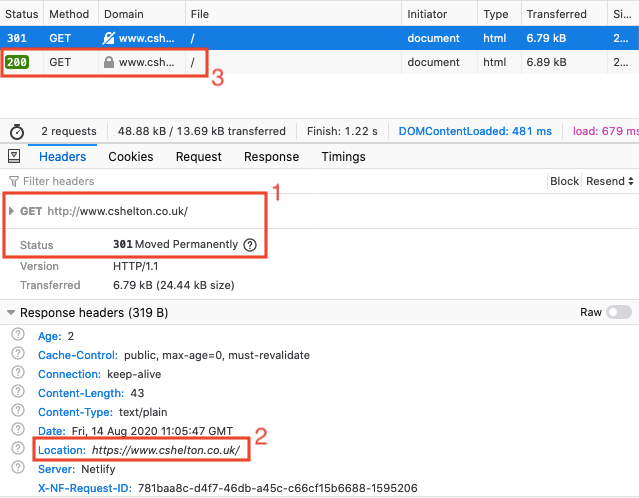 Status Method Domain File Initiator Type Transferred Si...
301 GET www.csh... / document html 6.79 kB 2...
200 GET www.csh... / document html 6.89 kB 2...
3
2 requests 48.88 kB / 13.69 kB transferred Finish: 1.22 s DOMContentLoaded: 481 ms load: 679 ms
Headers Cookies Request Response Timings
Filter headers Block Resend
1
GET http://www.cshelton.co.uk/
Status 301 Moved Permanently ?
Version HTTP/1.1
Transferred 6.79 kB (24.44 kB size)
Response headers (319 B) Raw
? Age: 2
? Cache-Control: public, max-age=0, must-revalidate
? Connection: keep-alive
? Content-Length: 43
? Content-Type: text/plain
? Date: Fri, 14 Aug 2020 11:05:47 GMT
2
? Location: https://www.cshelton.co.uk/
? Server: Netlify
X-NF-Request-ID: 781baa8c-d4f7-46db-a45c-c66cf15b6688-1595206